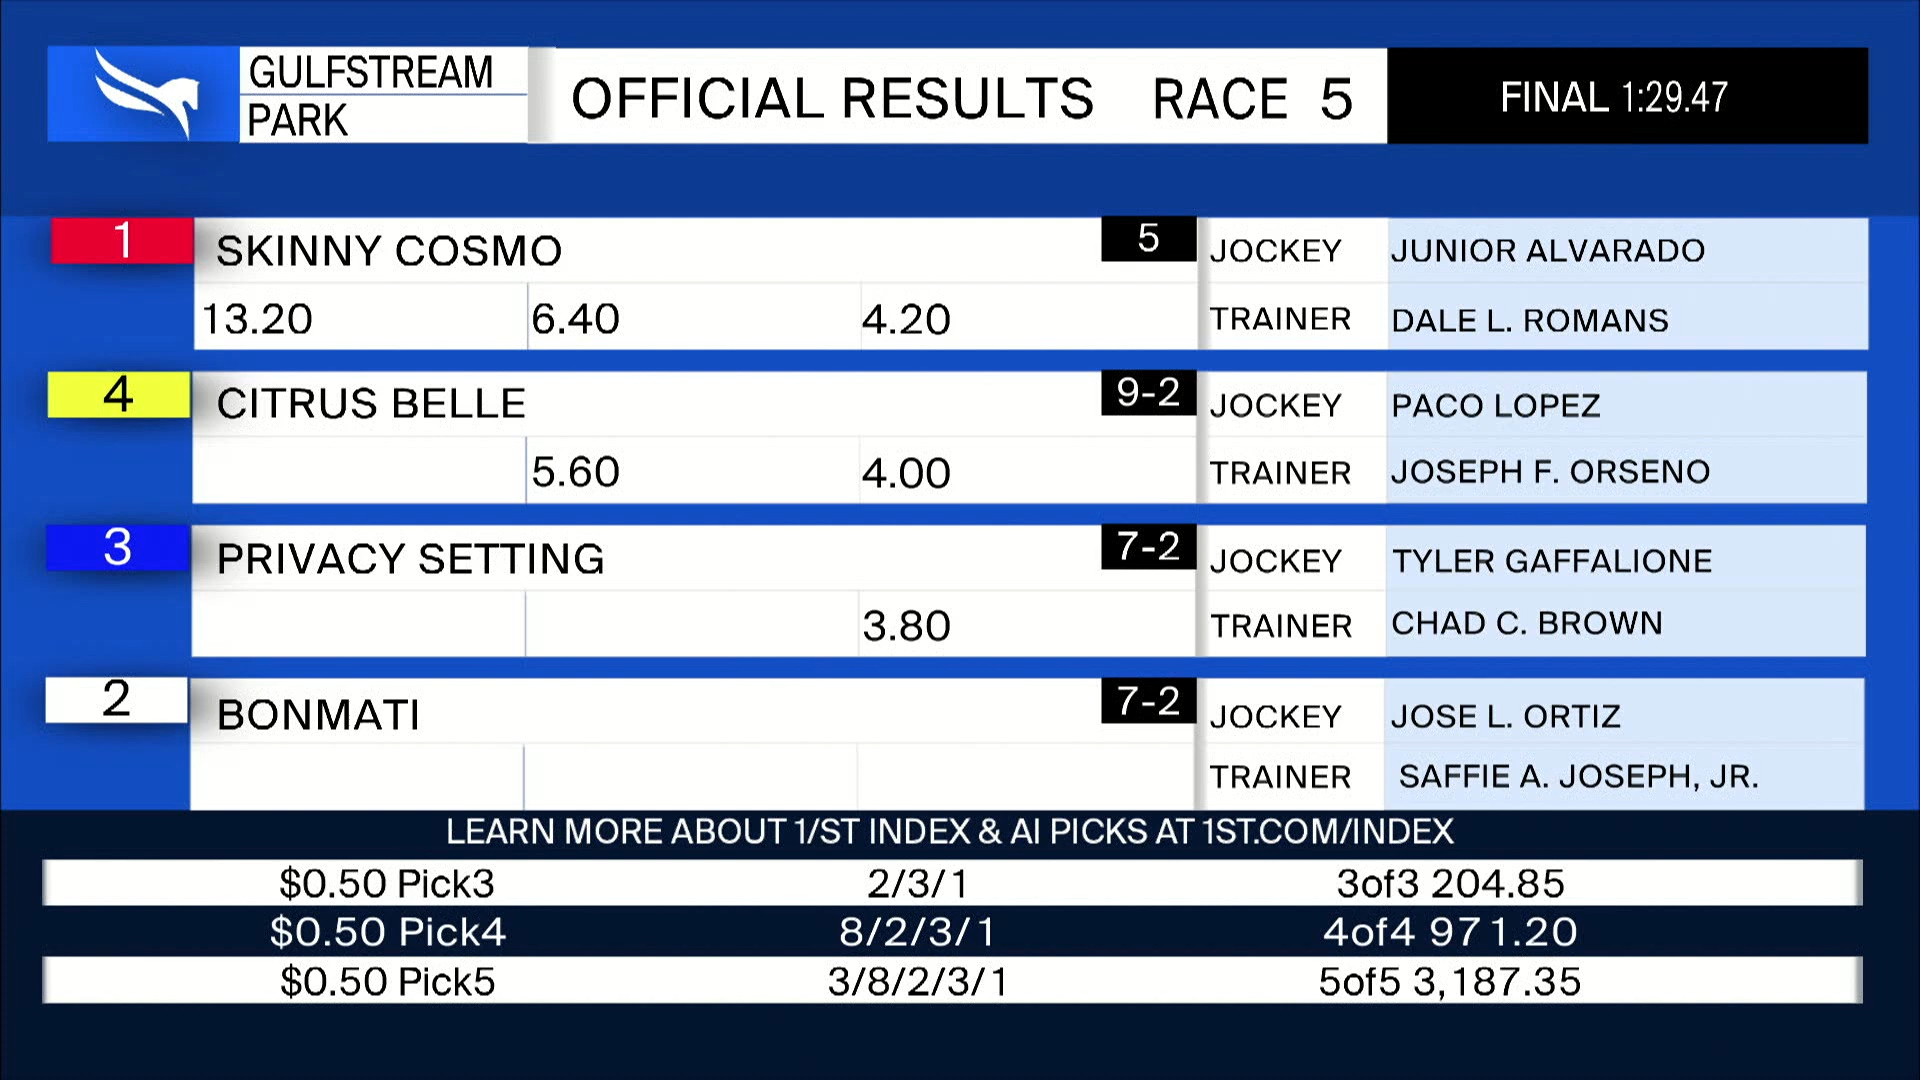 GULFSTREAM
PARK
OFFICIAL RESULTS RACE 5
FINAL 1:29.47
1 SKINNY COSMO 5 JOCKEY JUNIOR ALVARADO
13.20 6.40 4.20 TRAINER DALE L. ROMANS
4 CITRUS BELLE 9-2 JOCKEY PACO LOPEZ
5.60 4.00 TRAINER JOSEPH F. ORSENO
3 PRIVACY SETTING 7-2 JOCKEY TYLER GAFFALIONE
3.80 TRAINER CHAD C. BROWN
2 BONMATI 7-2 JOCKEY JOSE L. ORTIZ
TRAINER SAFFIE A. JOSEPH, JR.
LEARN MORE ABOUT 1/ST INDEX & AI PICKS AT 1ST.COM/INDEX
$0.50 Pick3 2/3/1 3of3 204.85
$0.50 Pick4 8/2/3/1 4of4 971.20
$0.50 Pick5 3/8/2/3/1 5of5 3,187.35